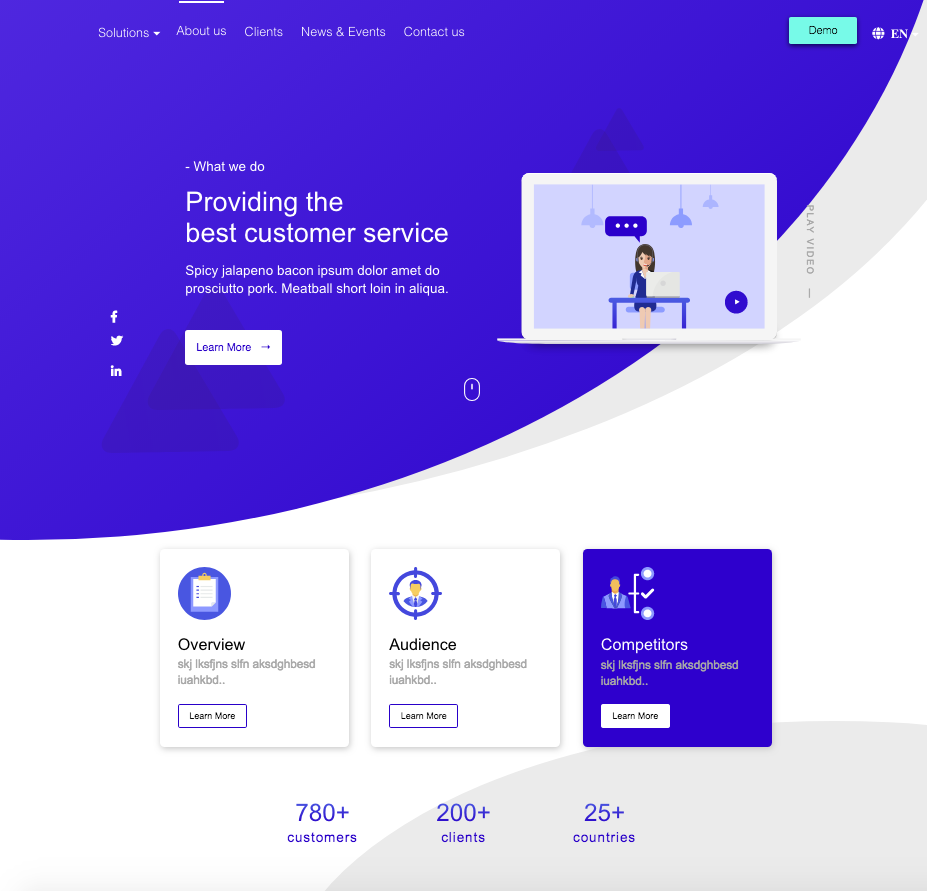 Solutions
About us
Clients
News & Events
Contact us
Demo
EN
- What we do
Providing the
best customer service
Spicy jalapeno bacon ipsum dolor amet do
prosciutto pork. Meatball short loin in aliqua.
Learn More →
PLAY VIDEO —
Overview
skj lksfjns slfn aksdghbesd
iuahkbd..
Learn More
Audience
skj lksfjns slfn aksdghbesd
iuahkbd..
Learn More
Competitors
skj lksfjns slfn aksdghbesd
iuahkbd..
Learn More
780+
customers
200+
clients
25+
countries